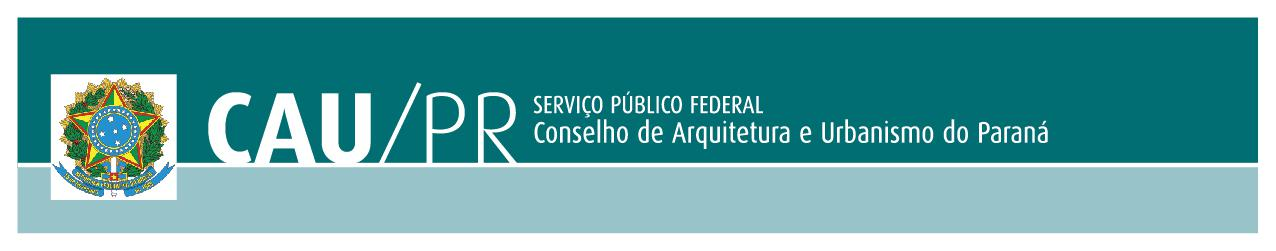 CAU/PR
SERVIÇO PÚBLICO FEDERAL
Conselho de Arquitetura e Urbanismo do Paraná